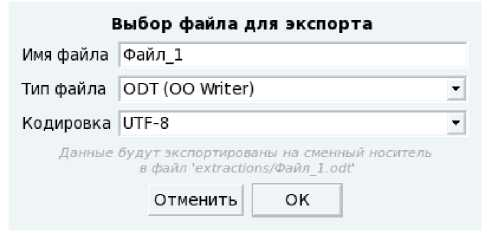 Выбор файла для экспорта
Имя файла Файл_1
Тип файла ODT (OO Writer)
Кодировка UTF-8
Данные будут экспортированы на сменный носитель
в файл 'extractions/Файл_1.odt'
Отменить OK